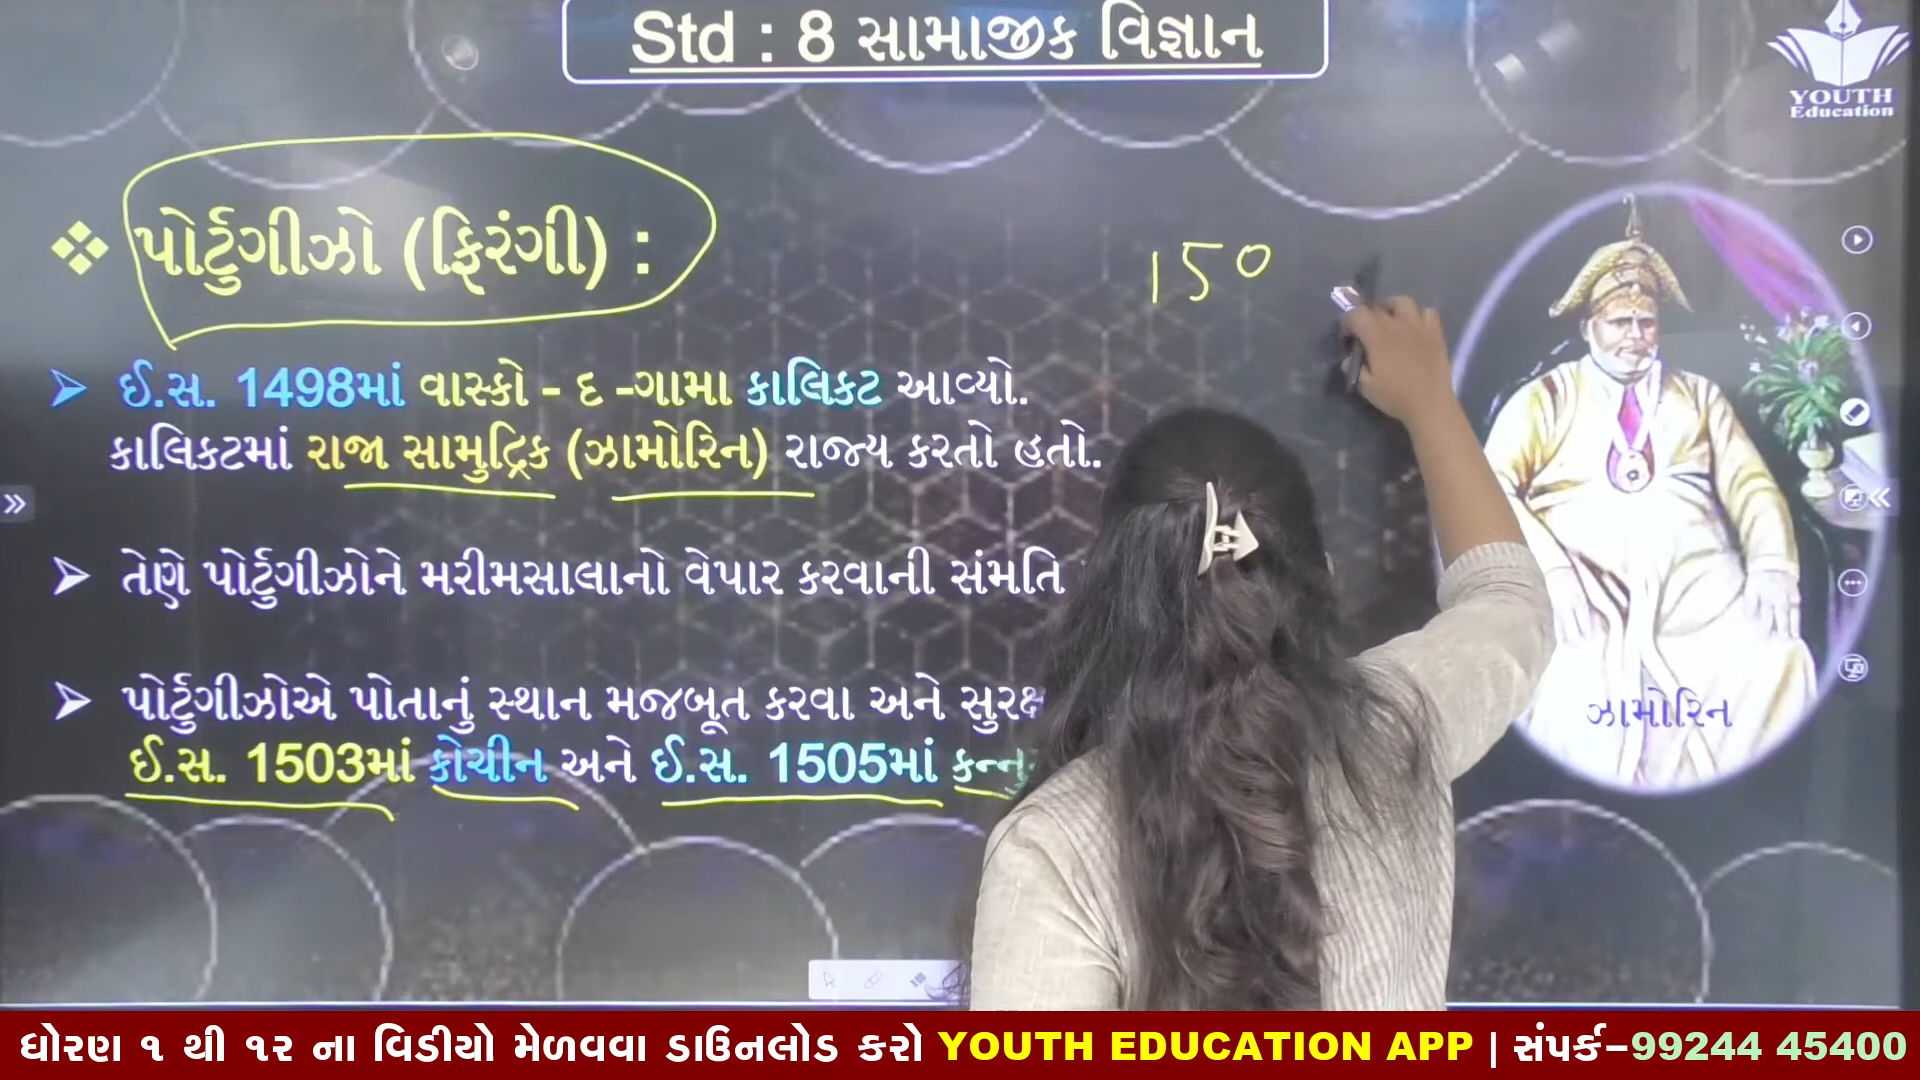 Std : 8 સામાજીક વિજ્ઞાન
YOUTH
Education
પોર્ટુગીઝો (ફિરંગી) :
150
ઈ.સ. 1498માં વાસ્કો - દ -ગામા કાલિકટ આવ્યો.
કાલિકટમાં રાજા સામુદ્રિક (ઝામોરિન) રાજ્ય કરતો હતો.
તેણે પોર્ટુગીઝોને મરીમસાલાનો વેપાર કરવાની સંમતિ
પોર્ટુગીઝોએ પોતાનું સ્થાન મજબૂત કરવા અને
ઈ.સ. 1503માં કોચીન અને ઈ.સ. 1505માં
ઝામોરિન
ધોરણ ૧ થી ૧૨ ના વિડીયો મેળવવા ડાઉનલોડ કરો YOUTH EDUCATION APP | સંપર્ક-99244 45400